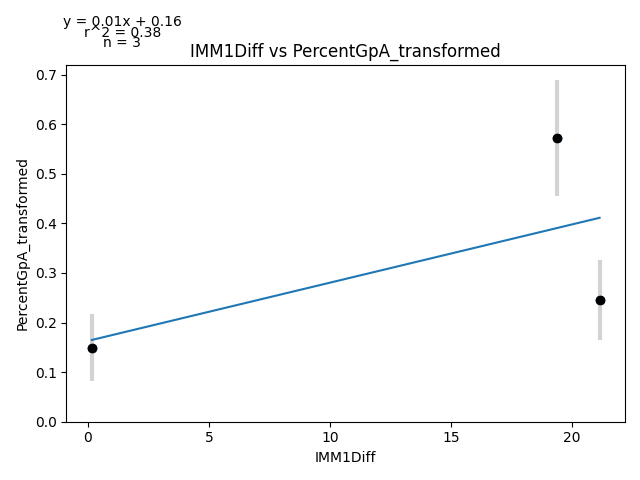 y = 0.01x + 0.16
r^2 = 0.38
n = 3
IMM1Diff vs PercentGpA_transformed
PercentGpA_transformed
0.7
0.6
0.5
0.4
0.3
0.2
0.1
0.0
0 5 10 15 20
IMM1Diff